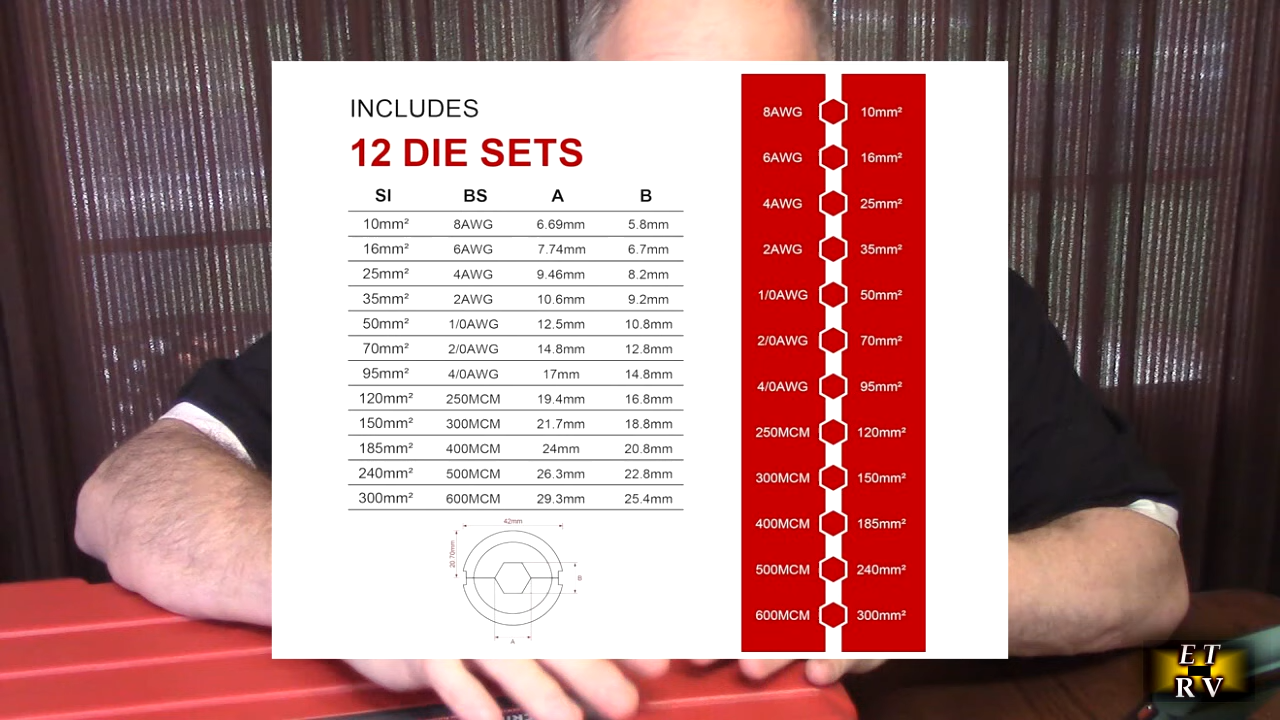 INCLUDES
12 DIE SETS
SI BS A B
10mm² 8AWG 6.69mm 5.8mm
16mm² 6AWG 7.74mm 6.7mm
25mm² 4AWG 9.46mm 8.2mm
35mm² 2AWG 10.6mm 9.2mm
50mm² 1/0AWG 12.5mm 10.8mm
70mm² 2/0AWG 14.8mm 12.8mm
95mm² 4/0AWG 17mm 14.8mm
120mm² 250MCM 19.4mm 16.8mm
150mm² 300MCM 21.7mm 18.8mm
185mm² 400MCM 24mm 20.8mm
240mm² 500MCM 26.3mm 22.8mm
300mm² 600MCM 29.3mm 25.4mm
42mm
20.70mm
B
A
8AWG 10mm²
6AWG 16mm²
4AWG 25mm²
2AWG 35mm²
1/0AWG 50mm²
2/0AWG 70mm²
4/0AWG 95mm²
250MCM 120mm²
300MCM 150mm²
400MCM 185mm²
500MCM 240mm²
600MCM 300mm²
ET
RV